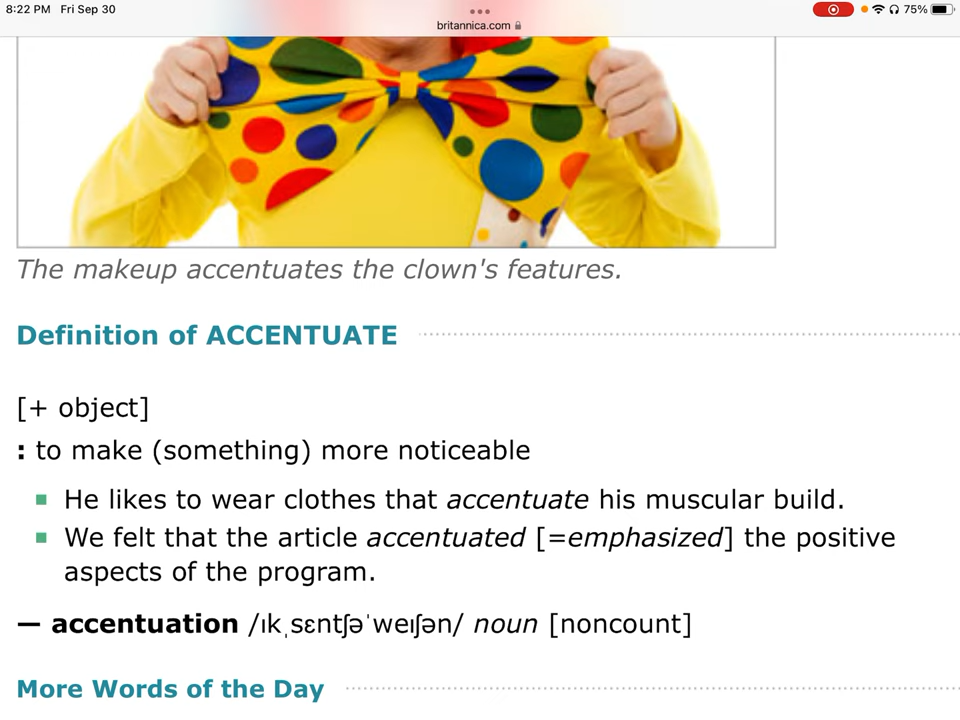 8:22 PM Fri Sep 30
75%
britannica.com
The makeup accentuates the clown's features.
Definition of ACCENTUATE
[+ object]
: to make (something) more noticeable
He likes to wear clothes that accentuate his muscular build.
We felt that the article accentuated [=emphasized] the positive
aspects of the program.
— accentuation /ɪkˌsɛntʃəˈweɪʃən/ noun [noncount]
More Words of the Day